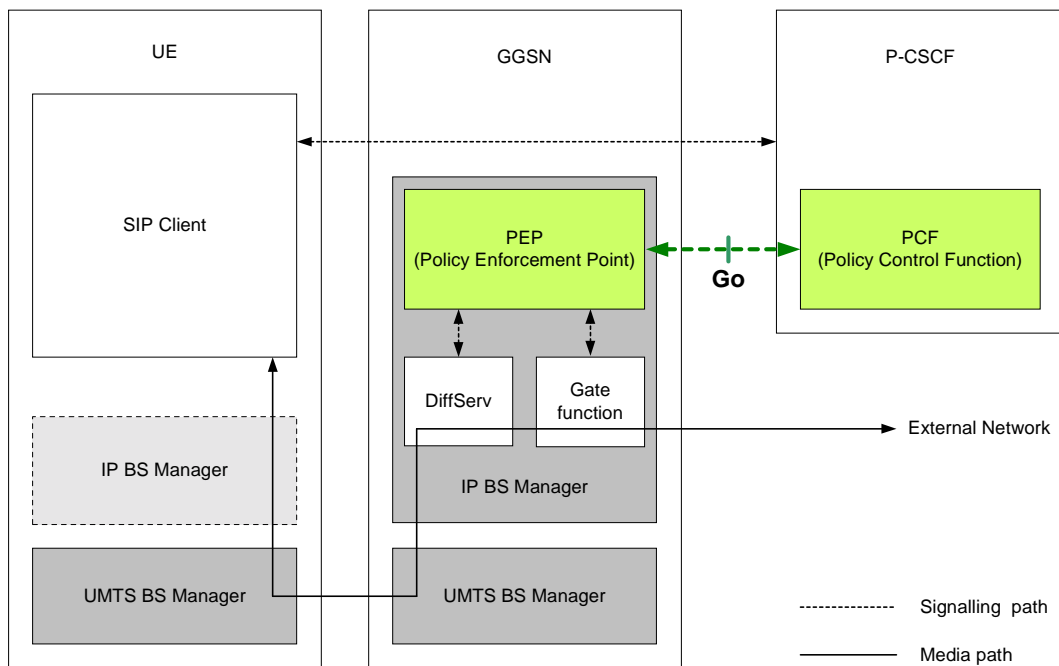 UE
GGSN
P-CSCF
SIP Client
PEP
(Policy Enforcement Point)
Go
PCF
(Policy Control Function)
DiffServ
Gate
function
External Network
IP BS Manager
IP BS Manager
UMTS BS Manager
UMTS BS Manager
Signalling path
Media path